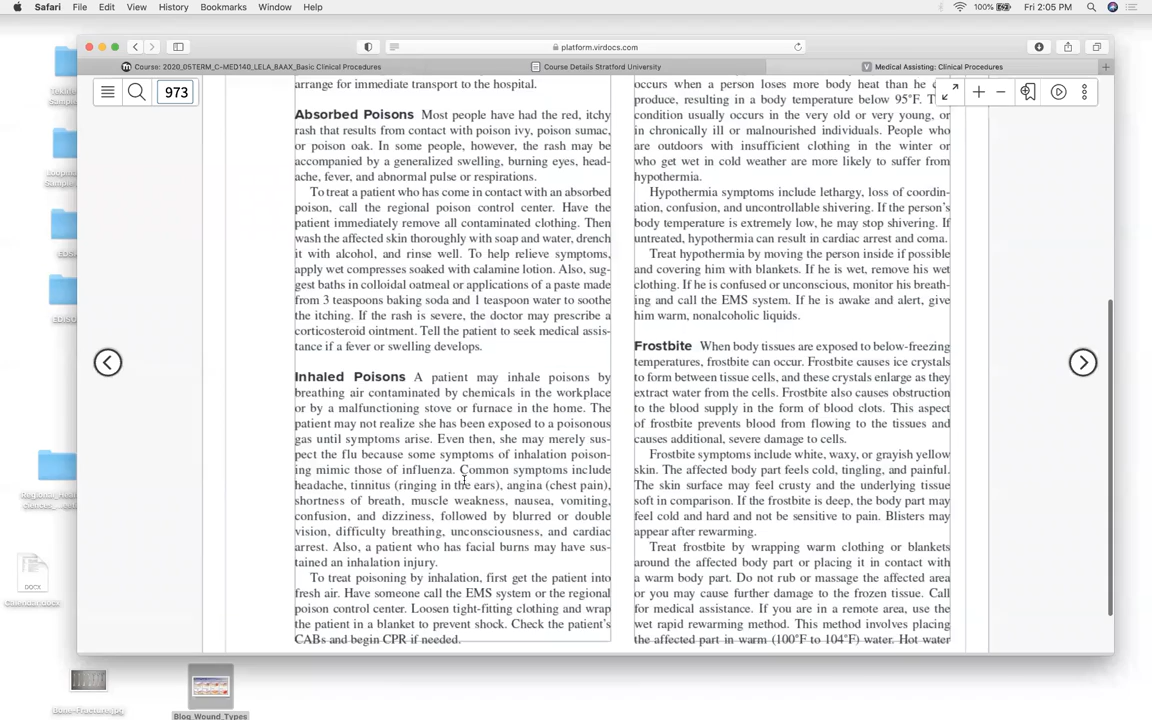 Safari File Edit View History Bookmarks Window Help
100% Fri 2:05 PM
platform.virdocs.com
Course: 2020_05TERM_C-MED140_LELA_8AAX_Basic Clinical Procedures
Course Details Stratford University
Medical Assisting: Clinical Procedures
973
arrange for immediate transport to the hospital.
Absorbed Poisons Most people have had the red, itchy
rash that results from contact with poison ivy, poison sumac,
or poison oak. In some people, however, the rash may be
accompanied by a generalized swelling, burning eyes, head-
ache, fever, and abnormal pulse or respirations.
To treat a patient who has come in contact with an absorbed
poison, call the regional poison control center. Have the
patient immediately remove all contaminated clothing. Then
wash the affected skin thoroughly with soap and water, drench
it with alcohol, and rinse well. To help relieve symptoms,
apply wet compresses soaked with calamine lotion. Also, sug-
gest baths in colloidal oatmeal or applications of a paste made
from 3 teaspoons baking soda and 1 teaspoon water to soothe
the itching. If the rash is severe, the doctor may prescribe a
corticosteroid ointment. Tell the patient to seek medical assis-
tance if a fever or swelling develops.
Inhaled Poisons A patient may inhale poisons by
breathing air contaminated by chemicals in the workplace
or by a malfunctioning stove or furnace in the home. The
patient may not realize she has been exposed to a poisonous
gas until symptoms arise. Even then, she may merely sus-
pect the flu because some symptoms of inhalation poison-
ing mimic those of influenza. Common symptoms include
headache, tinnitus (ringing in the ears), angina (chest pain),
shortness of breath, muscle weakness, nausea, vomiting,
confusion, and dizziness, followed by blurred or double
vision, difficulty breathing, unconsciousness, and cardiac
arrest. Also, a patient who has facial burns may have sus-
tained an inhalation injury.
To treat poisoning by inhalation, first get the patient into
fresh air. Have someone call the EMS system or the regional
poison control center. Loosen tight-fitting clothing and wrap
the patient in a blanket to prevent shock. Check the patient's
CABs and begin CPR if needed.
occurs when a person loses more body heat than he
produce, resulting in a body temperature below 95°F.
condition usually occurs in the very old or very young, or
in chronically ill or malnourished individuals. People who
are outdoors with insufficient clothing in the winter or
who get wet in cold weather are more likely to suffer from
hypothermia.
Hypothermia symptoms include lethargy, loss of coordin-
ation, confusion, and uncontrollable shivering. If the person's
body temperature is extremely low, he may stop shivering. If
untreated, hypothermia can result in cardiac arrest and coma.
Treat hypothermia by moving the person inside if possible
and covering him with blankets. If he is wet, remove his wet
clothing. If he is confused or unconscious, monitor his breath-
ing and call the EMS system. If he is awake and alert, give
him warm, nonalcoholic liquids.
Frostbite When body tissues are exposed to below-freezing
temperatures, frostbite can occur. Frostbite causes ice crystals
to form between tissue cells, and these crystals enlarge as they
extract water from the cells. Frostbite also causes obstruction
to the blood supply in the form of blood clots. This aspect
of frostbite prevents blood from flowing to the tissues and
causes additional, severe damage to cells.
Frostbite symptoms include white, waxy, or grayish yellow
skin. The affected body part feels cold, tingling, and painful.
The skin surface may feel crusty and the underlying tissue
soft in comparison. If the frostbite is deep, the body part may
feel cold and hard and not be sensitive to pain. Blisters may
appear after rewarming.
Treat frostbite by wrapping warm clothing or blankets
around the affected body part or placing it in contact with
a warm body part. Do not rub or massage the affected area
or you may cause further damage to the frozen tissue. Call
for medical assistance. If you are in a remote area, use the
wet rapid rewarming method. This method involves placing
the affected part in warm (100°F to 104°F) water. Hot water
DOCX
Calendar.docx
Bone-Fractures.jpg
Blog_Wound_Types